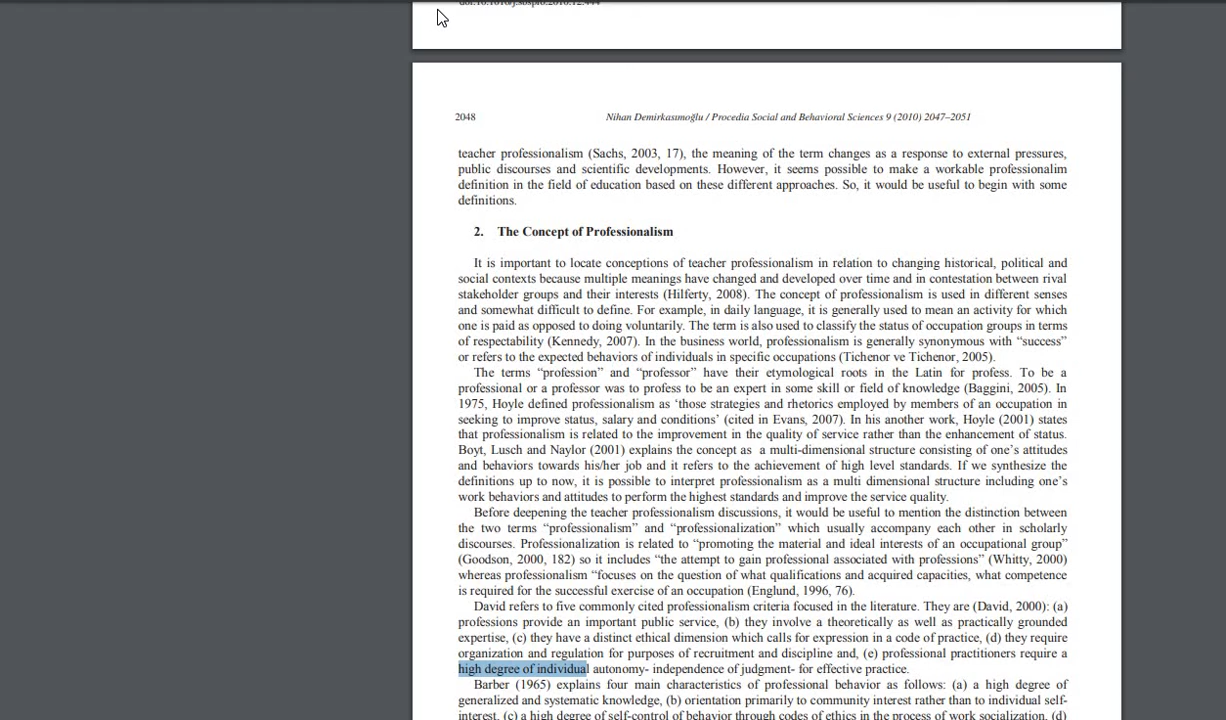 doi:10.1016/j.sbspro.2010.12.444
2048
Nihan Demirkasımoğlu / Procedia Social and Behavioral Sciences 9 (2010) 2047–2051
teacher professionalism (Sachs, 2003, 17), the meaning of the term changes as a response to external pressures,
public discourses and scientific developments. However, it seems possible to make a workable professionalim
definition in the field of education based on these different approaches. So, it would be useful to begin with some
definitions.
2. The Concept of Professionalism
It is important to locate conceptions of teacher professionalism in relation to changing historical, political and
social contexts because multiple meanings have changed and developed over time and in contestation between rival
stakeholder groups and their interests (Hilferty, 2008). The concept of professionalism is used in different senses
and somewhat difficult to define. For example, in daily language, it is generally used to mean an activity for which
one is paid as opposed to doing voluntarily. The term is also used to classify the status of occupation groups in terms
of respectability (Kennedy, 2007). In the business world, professionalism is generally synonymous with “success”
or refers to the expected behaviors of individuals in specific occupations (Tichenor ve Tichenor, 2005).
The terms “profession” and “professor” have their etymological roots in the Latin for profess. To be a
professional or a professor was to profess to be an expert in some skill or field of knowledge (Baggini, 2005). In
1975, Hoyle defined professionalism as ‘those strategies and rhetorics employed by members of an occupation in
seeking to improve status, salary and conditions’ (cited in Evans, 2007). In his another work, Hoyle (2001) states
that professionalism is related to the improvement in the quality of service rather than the enhancement of status.
Boyt, Lusch and Naylor (2001) explains the concept as a multi-dimensional structure consisting of one’s attitudes
and behaviors towards his/her job and it refers to the achievement of high level standards. If we synthesize the
definitions up to now, it is possible to interpret professionalism as a multi dimensional structure including one’s
work behaviors and attitudes to perform the highest standards and improve the service quality.
Before deepening the teacher professionalism discussions, it would be useful to mention the distinction between
the two terms “professionalism” and “professionalization” which usually accompany each other in scholarly
discourses. Professionalization is related to “promoting the material and ideal interests of an occupational group”
(Goodson, 2000, 182) so it includes “the attempt to gain professional associated with professions” (Whitty, 2000)
whereas professionalism “focuses on the question of what qualifications and acquired capacities, what competence
is required for the successful exercise of an occupation (Englund, 1996, 76).
David refers to five commonly cited professionalism criteria focused in the literature. They are (David, 2000): (a)
professions provide an important public service, (b) they involve a theoretically as well as practically grounded
expertise, (c) they have a distinct ethical dimension which calls for expression in a code of practice, (d) they require
organization and regulation for purposes of recruitment and discipline and, (e) professional practitioners require a
high degree of individual autonomy- independence of judgment- for effective practice.
Barber (1965) explains four main characteristics of professional behavior as follows: (a) a high degree of
generalized and systematic knowledge, (b) orientation primarily to community interest rather than to individual self-
interest, (c) a high degree of self-control of behavior through codes of ethics in the process of work socialization, (d)